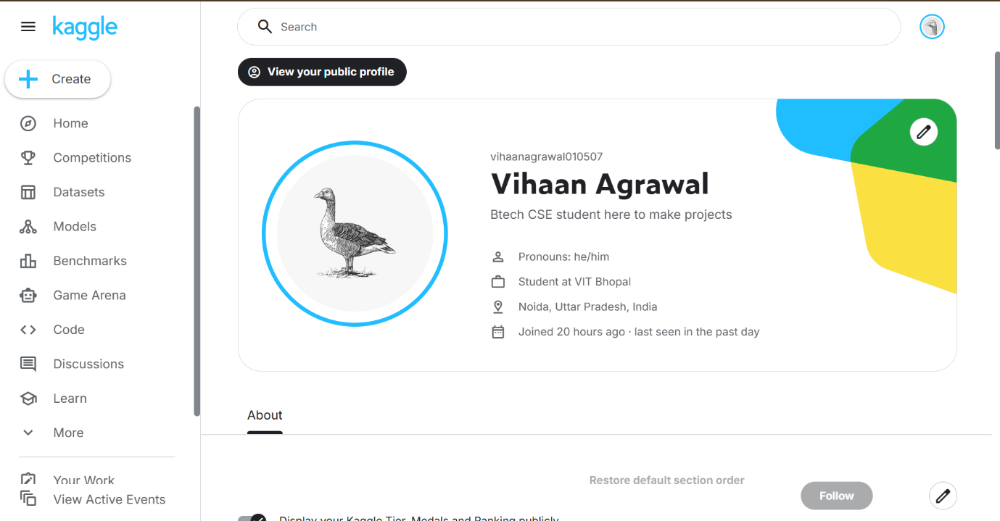 kaggle
Search
Create
View your public profile
Home
Competitions
Datasets
Models
Benchmarks
Game Arena
Code
Discussions
Learn
More
Your Work
View Active Events
vihaanagrawal010507
Vihaan Agrawal
Btech CSE student here to make projects
Pronouns: he/him
Student at VIT Bhopal
Noida, Uttar Pradesh, India
Joined 20 hours ago · last seen in the past day
About
Restore default section order
Follow
Display your Kaggle Tier, Medals and Ranking publicly